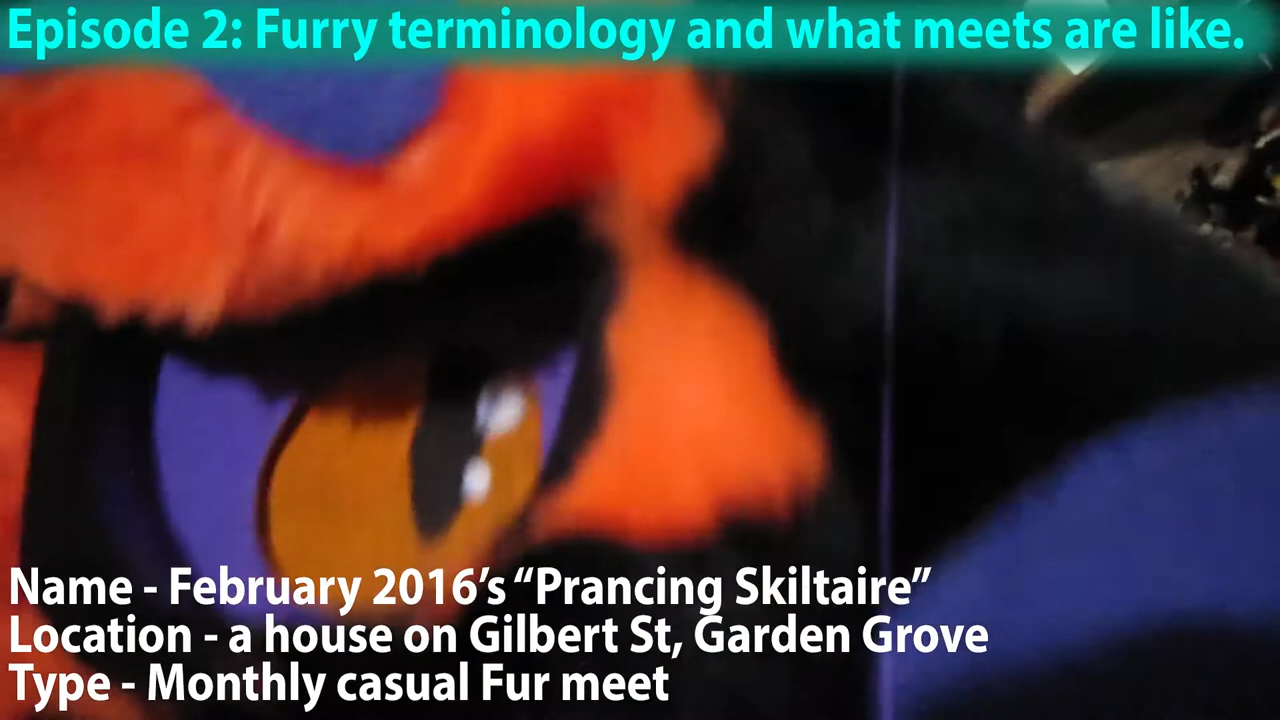 Episode 2: Furry terminology and what meets are like.
Name - February 2016’s “Prancing Skiltaire”
Location - a house on Gilbert St, Garden Grove
Type - Monthly casual Fur meet